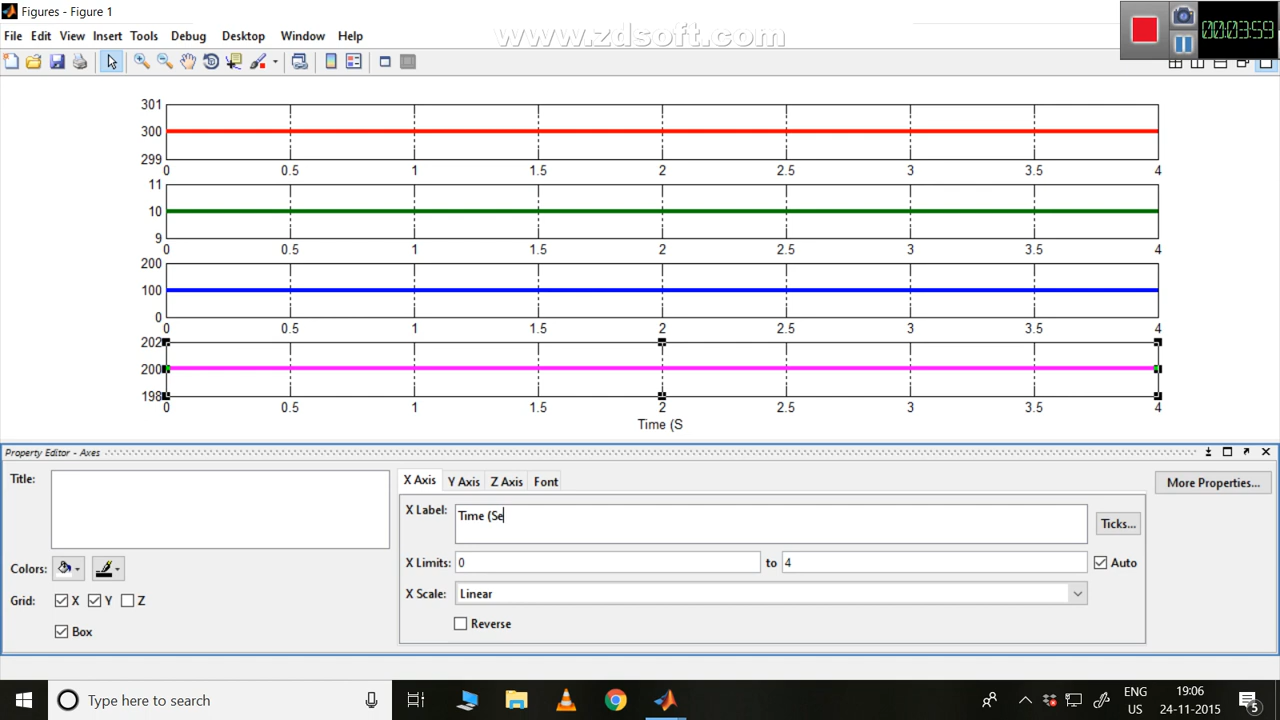 Figures - Figure 1
File Edit View Insert Tools Debug Desktop Window Help
www.zdsoft.com
00:03:59
301
300
299
0 0.5 1 1.5 2 2.5 3 3.5 4
11
10
9
0 0.5 1 1.5 2 2.5 3 3.5 4
200
100
0
0 0.5 1 1.5 2 2.5 3 3.5 4
202
200
198
0 0.5 1 1.5 2 2.5 3 3.5 4
Time (S
Property Editor - Axes
Title:
Colors:
Grid: X Y Z
Box
X Axis Y Axis Z Axis Font
X Label: Time (Se
Ticks...
X Limits: 0 to 4 Auto
X Scale: Linear
Reverse
More Properties...
Type here to search
ENG
US
19:06
24-11-2015
5